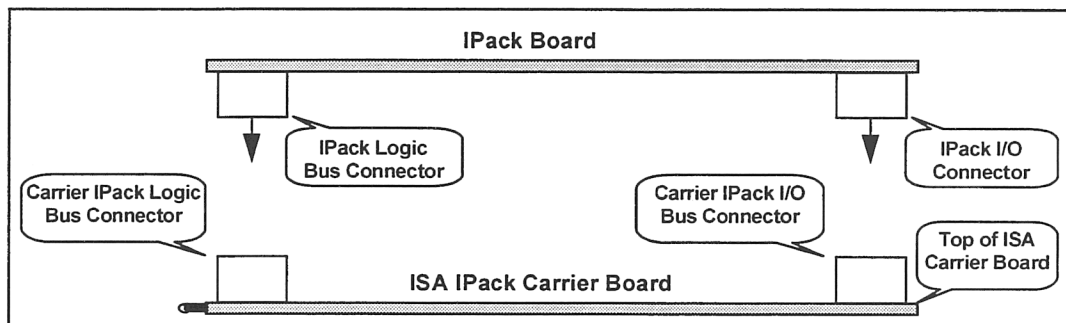 IPack Board
IPack Logic
Bus Connector
IPack I/O
Connector
Carrier IPack Logic
Bus Connector
Carrier IPack I/O
Bus Connector
Top of ISA
Carrier Board
ISA IPack Carrier Board